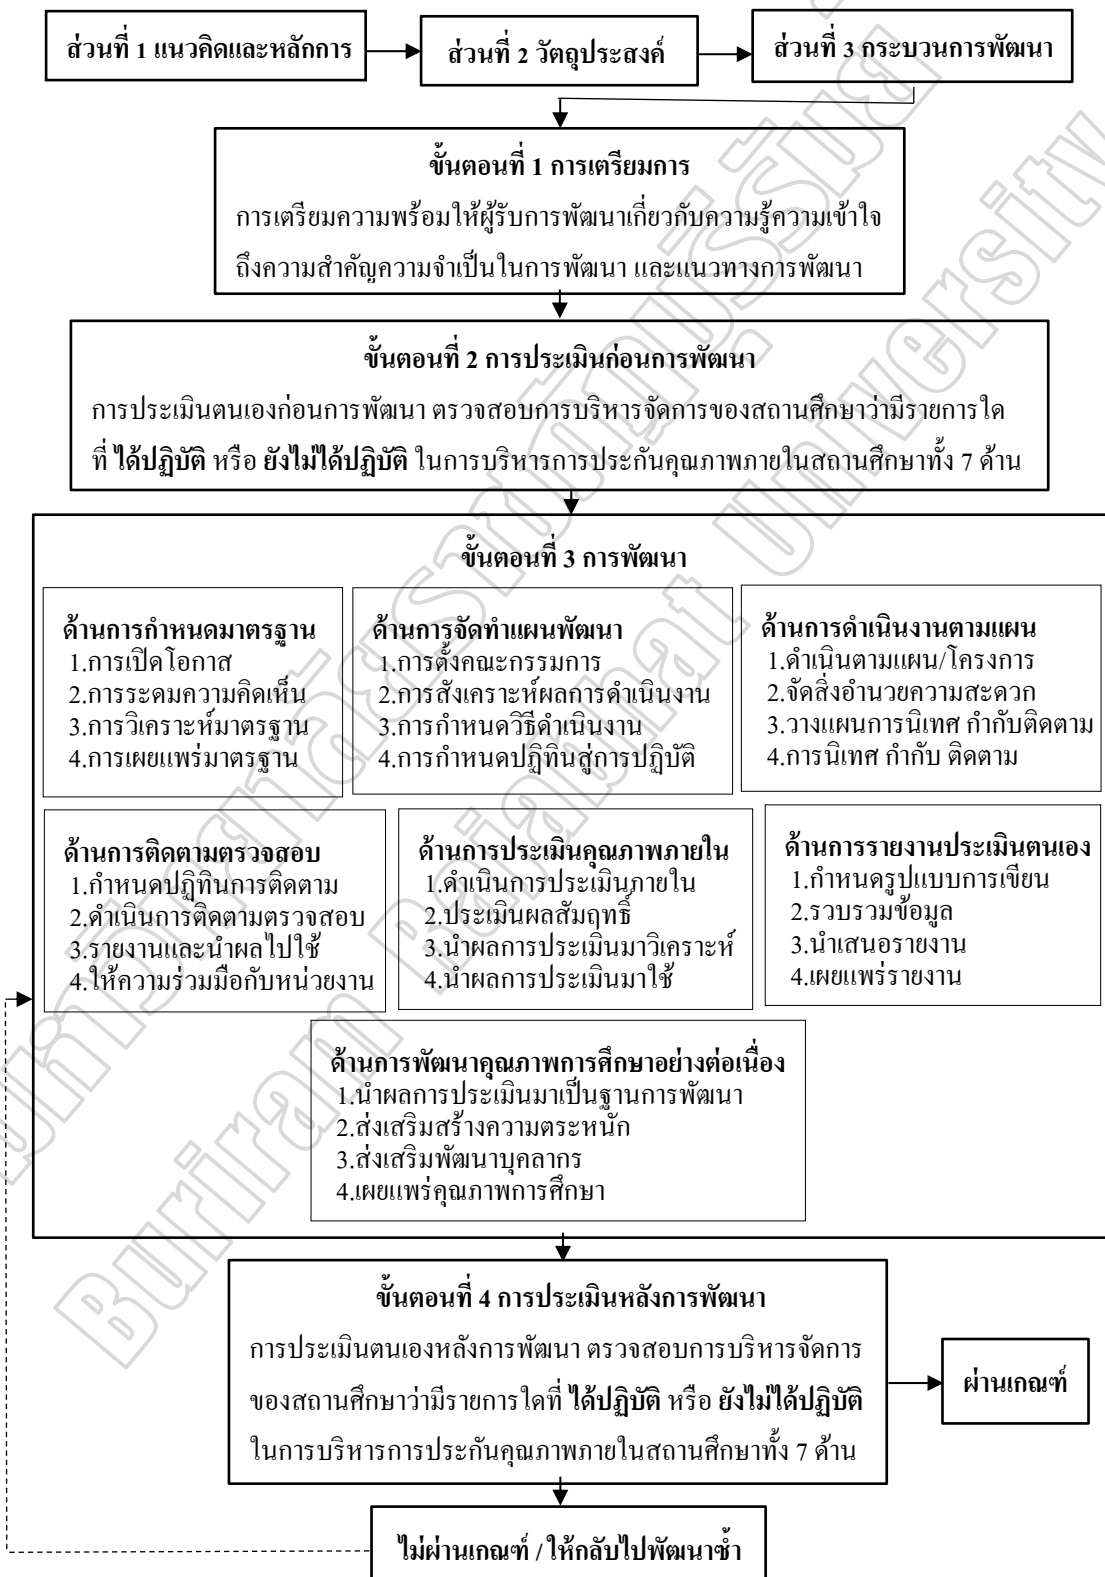 ส่วนที่ 1 แนวคิดและหลักการ
ส่วนที่ 2 วัตถุประสงค์
ส่วนที่ 3 กระบวนการพัฒนา
ขั้นตอนที่ 1 การเตรียมการ
การเตรียมความพร้อมให้ผู้รับการพัฒนาเกี่ยวกับความรู้ความเข้าใจ
ถึงความสำคัญความจำเป็นในการพัฒนา และแนวทางการพัฒนา
ขั้นตอนที่ 2 การประเมินก่อนการพัฒนา
การประเมินตนเองก่อนการพัฒนา ตรวจสอบการบริหารจัดการของสถานศึกษาว่ามีรายการใด
ที่ ได้ปฏิบัติ หรือ ยังไม่ได้ปฏิบัติ ในการบริหารการประกันคุณภาพภายในสถานศึกษาทั้ง 7 ด้าน
ขั้นตอนที่ 3 การพัฒนา
ด้านการกำหนดมาตรฐาน
1.การเปิดโอกาส
2.การระดมความคิดเห็น
3.การวิเคราะห์มาตรฐาน
4.การเผยแพร่มาตรฐาน
ด้านการจัดทำแผนพัฒนา
1.การตั้งคณะกรรมการ
2.การสังเคราะห์ผลการดำเนินงาน
3.การกำหนดวิธีดำเนินงาน
4.การกำหนดปฏิทินสู่การปฏิบัติ
ด้านการดำเนินงานตามแผน
1.ดำเนินตามแผน/โครงการ
2.จัดสิ่งอำนวยความสะดวก
3.วางแผนการนิเทศ กำกับติดตาม
4.การนิเทศ กำกับ ติดตาม
ด้านการติดตามตรวจสอบ
1.กำหนดปฏิทินการติดตาม
2.ดำเนินการติดตามตรวจสอบ
3.รายงานและนำผลไปใช้
4.ให้ความร่วมมือกับหน่วยงาน
ด้านการประเมินคุณภาพภายใน
1.ดำเนินการประเมินภายใน
2.ประเมินผลสัมฤทธิ์
3.นำผลการประเมินมาวิเคราะห์
4.นำผลการประเมินมาใช้
ด้านการรายงานประเมินตนเอง
1.กำหนดรูปแบบการเขียน
2.รวบรวมข้อมูล
3.นำเสนอรายงาน
4.เผยแพร่รายงาน
ด้านการพัฒนาคุณภาพการศึกษาอย่างต่อเนื่อง
1.นำผลการประเมินมาเป็นฐานการพัฒนา
2.ส่งเสริมสร้างความตระหนัก
3.ส่งเสริมพัฒนาบุคลากร
4.เผยแพร่คุณภาพการศึกษา
ขั้นตอนที่ 4 การประเมินหลังการพัฒนา
การประเมินตนเองหลังการพัฒนา ตรวจสอบการบริหารจัดการ
ของสถานศึกษาว่ามีรายการใดที่ ได้ปฏิบัติ หรือ ยังไม่ได้ปฏิบัติ
ในการบริหารการประกันคุณภาพภายในสถานศึกษาทั้ง 7 ด้าน
ผ่านเกณฑ์
ไม่ผ่านเกณฑ์ / ให้กลับไปพัฒนาซ้ำ
มหาวิทยาลัยราชภัฏบุรีรัมย์
Buriram Rajabhat University